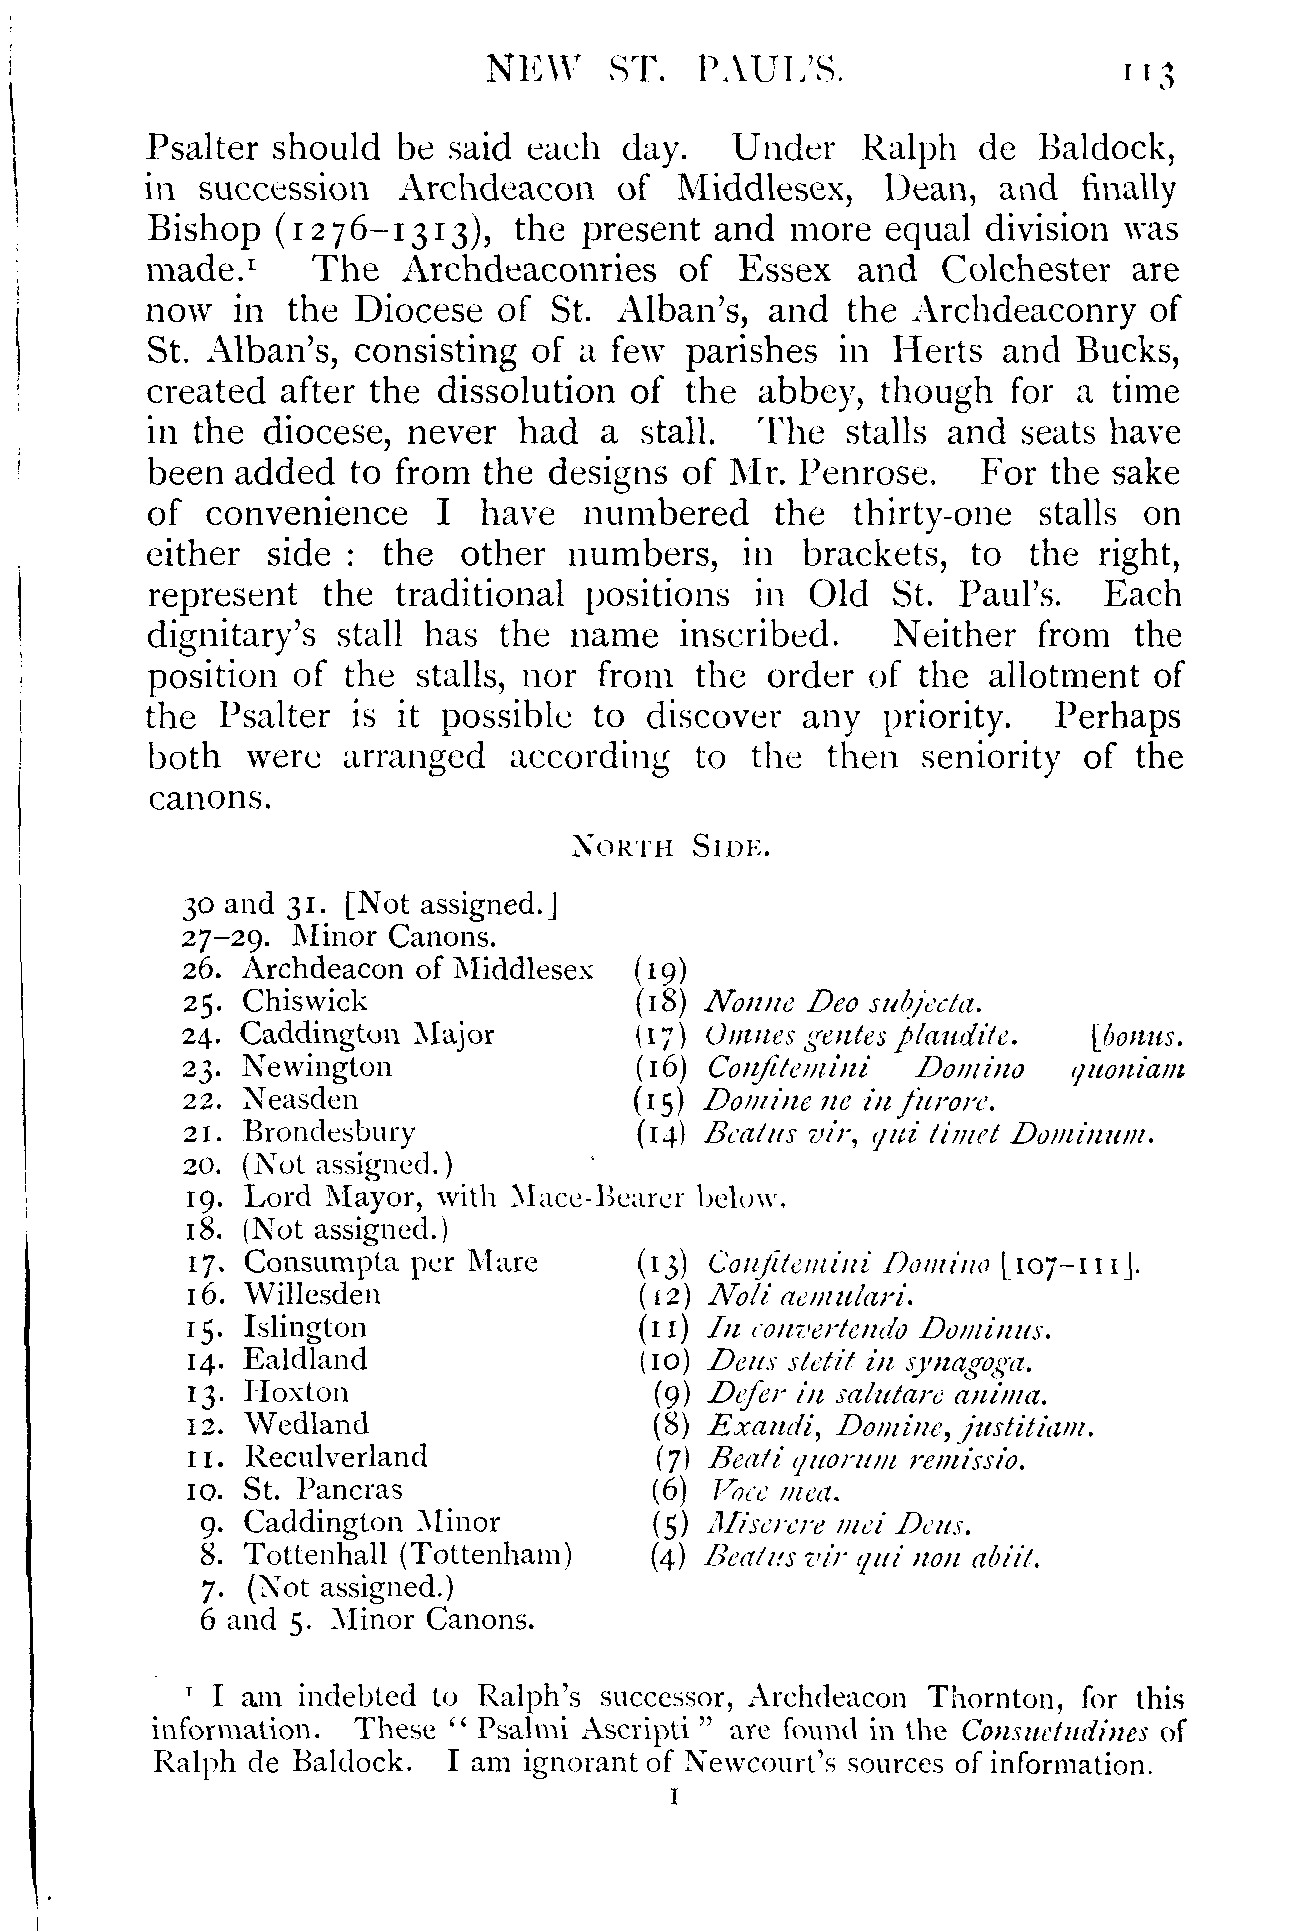 NEW ST. PAUL'S. 113
Psalter should be said each day. Under Ralph de Baldock,
in succession Archdeacon of Middlesex, Dean, and finally
Bishop (1276–1313), the present and more equal division was
made.¹ The Archdeaconries of Essex and Colchester are
now in the Diocese of St. Alban's, and the Archdeaconry of
St. Alban's, consisting of a few parishes in Herts and Bucks,
created after the dissolution of the abbey, though for a time
in the diocese, never had a stall. The stalls and seats have
been added to from the designs of Mr. Penrose. For the sake
of convenience I have numbered the thirty-one stalls on
either side : the other numbers, in brackets, to the right,
represent the traditional positions in Old St. Paul's. Each
dignitary's stall has the name inscribed. Neither from the
position of the stalls, nor from the order of the allotment of
the Psalter is it possible to discover any priority. Perhaps
both were arranged according to the then seniority of the
canons.
NORTH SIDE.
30 and 31. [Not assigned.]
27–29. Minor Canons.
26. Archdeacon of Middlesex (19)
25. Chiswick (18) Nonne Deo subjecta.
24. Caddington Major (17) Omnes gentes plaudite. [bonus.
23. Newington (16) Confitemini Domino quoniam
22. Neasden (15) Domine ne in furore.
21. Brondesbury (14) Beatus vir, qui timet Dominum.
20. (Not assigned.)
19. Lord Mayor, with Mace-Bearer below.
18. (Not assigned.)
17. Consumpta per Mare (13) Confitemini Domino [107–111].
16. Willesden (12) Noli aemulari.
15. Islington (11) In convertendo Dominus.
14. Ealdland (10) Deus stetit in synagoga.
13. Hoxton (9) Defer in salutare anima.
12. Wedland (8) Exaudi, Domine, justitiam.
11. Reculverland (7) Beati quorum remissio.
10. St. Pancras (6) Voce mea.
9. Caddington Minor (5) Miserere mei Deus.
8. Tottenhall (Tottenham) (4) Beatus vir qui non abiit.
7. (Not assigned.)
6 and 5. Minor Canons.
¹ I am indebted to Ralph's successor, Archdeacon Thornton, for this
information. These “ Psalmi Ascripti ” are found in the Consuetudines of
Ralph de Baldock. I am ignorant of Newcourt's sources of information.
I